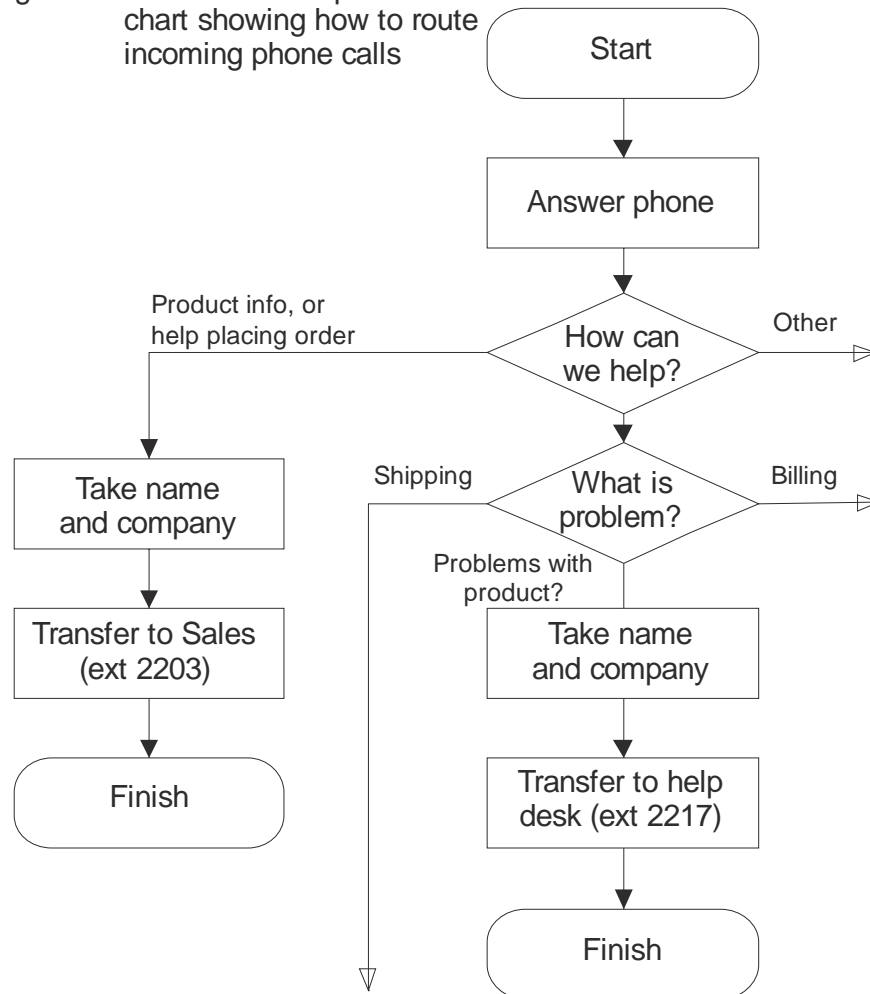 chart showing how to route
incoming phone calls
Start
Answer phone
Product info, or
help placing order
How can
we help?
Other
Take name
and company
Shipping
What is
problem?
Billing
Problems with
product?
Transfer to Sales
(ext 2203)
Take name
and company
Finish
Transfer to help
desk (ext 2217)
Finish